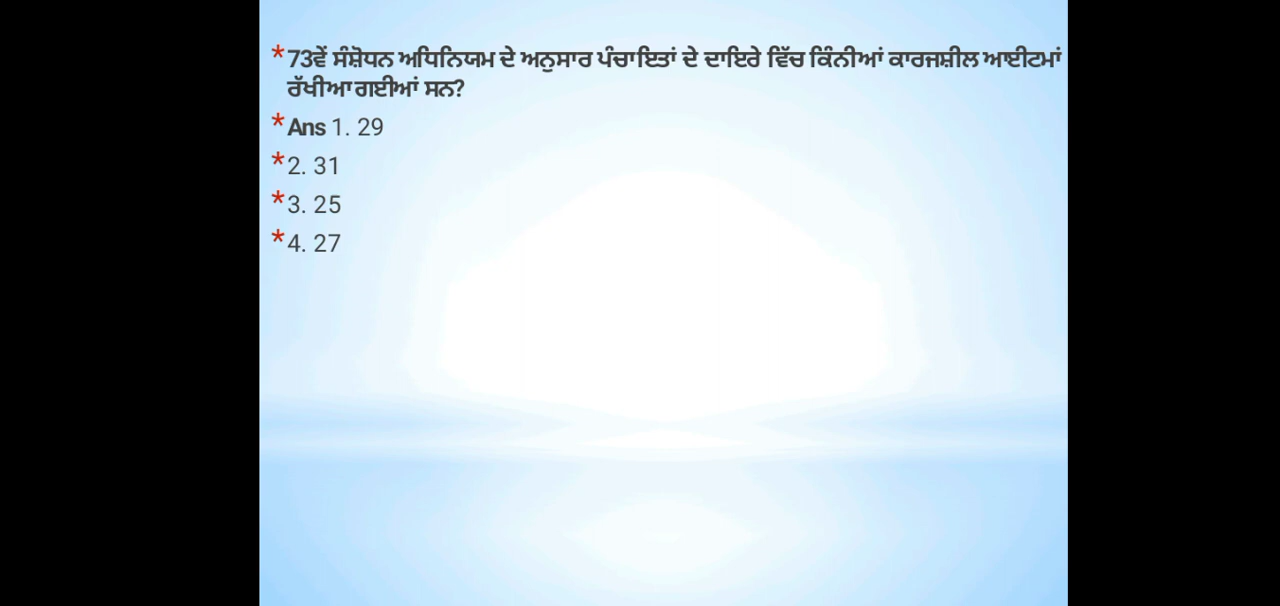 * 73ਵੇਂ ਸੰਸ਼ੋਧਨ ਅਧਿਨਿਯਮ ਦੇ ਅਨੁਸਾਰ ਪੰਚਾਇਤਾਂ ਦੇ ਦਾਇਰੇ ਵਿੱਚ ਕਿੰਨੀਆਂ ਕਾਰਜਸ਼ੀਲ ਆਈਟਮਾਂ
ਰੱਖੀਆ ਗਈਆਂ ਸਨ?
* Ans 1. 29
* 2. 31
* 3. 25
* 4. 27